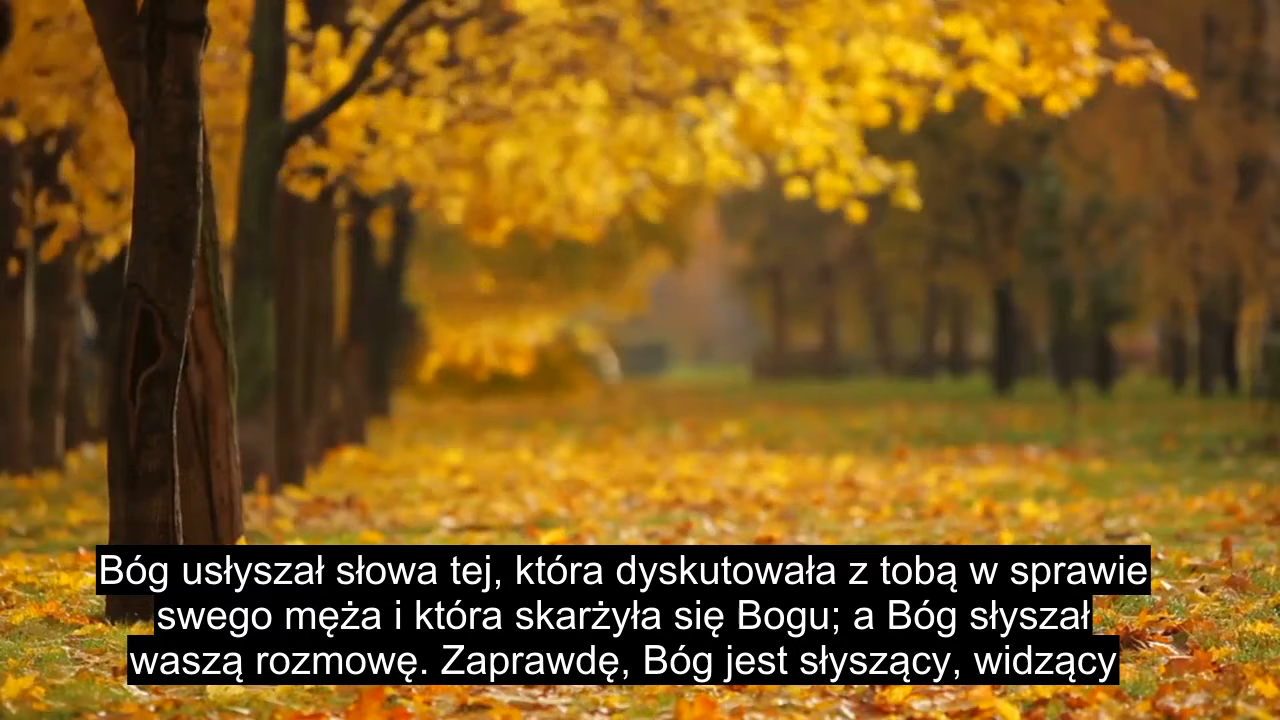 Bóg usłyszał słowa tej, która dyskutowała z tobą w sprawie
swego męża i która skarżyła się Bogu; a Bóg słyszał
waszą rozmowę. Zaprawdę, Bóg jest słyszący, widzący